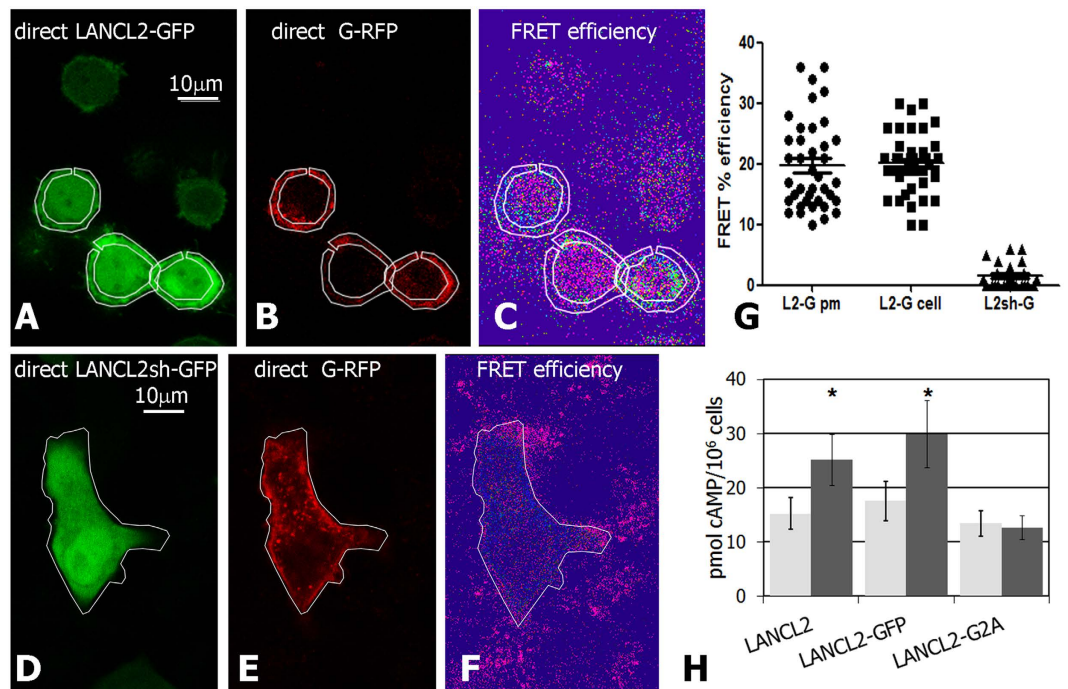 direct LANCL2-GFP
10µm
A
direct G-RFP
B
FRET efficiency
C
FRET % efficiency
40
30
20
10
0
L2-G pm
L2-G cell
L2sh-G
G
direct LANCL2sh-GFP
10µm
D
direct G-RFP
E
FRET efficiency
F
pmol cAMP/10⁶ cells
40
30
20
10
0
*
*
LANCL2
LANCL2-GFP
LANCL2-G2A
H